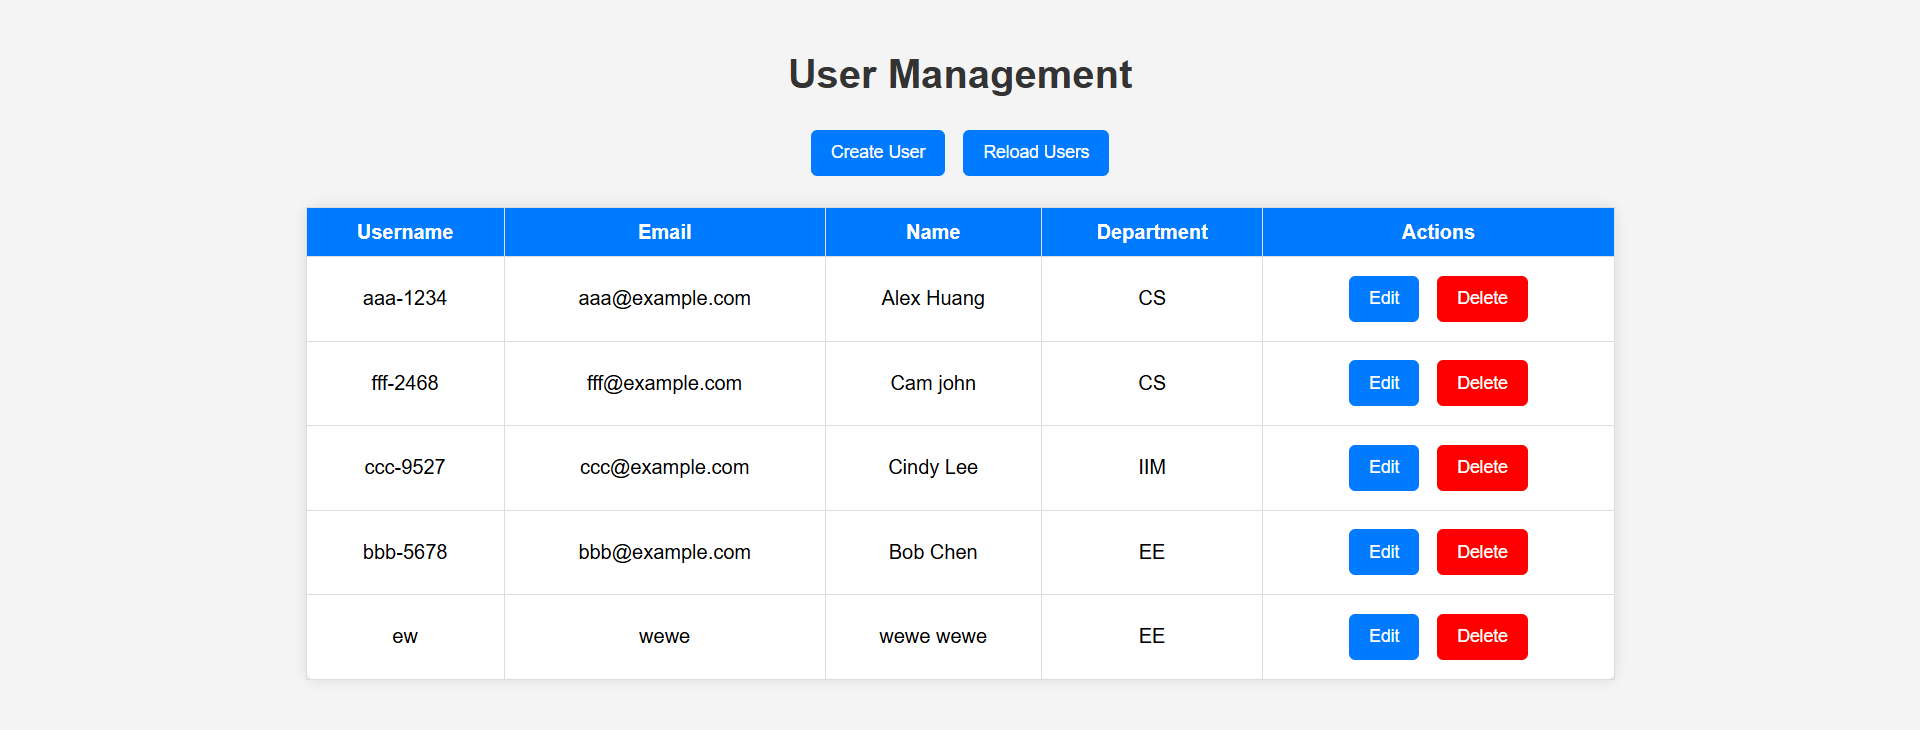 User Management
Create User Reload Users
Username Email Name Department Actions
aaa-1234 aaa@example.com Alex Huang CS Edit Delete
fff-2468 fff@example.com Cam john CS Edit Delete
ccc-9527 ccc@example.com Cindy Lee IIM Edit Delete
bbb-5678 bbb@example.com Bob Chen EE Edit Delete
ew wewe wewe wewe EE Edit Delete